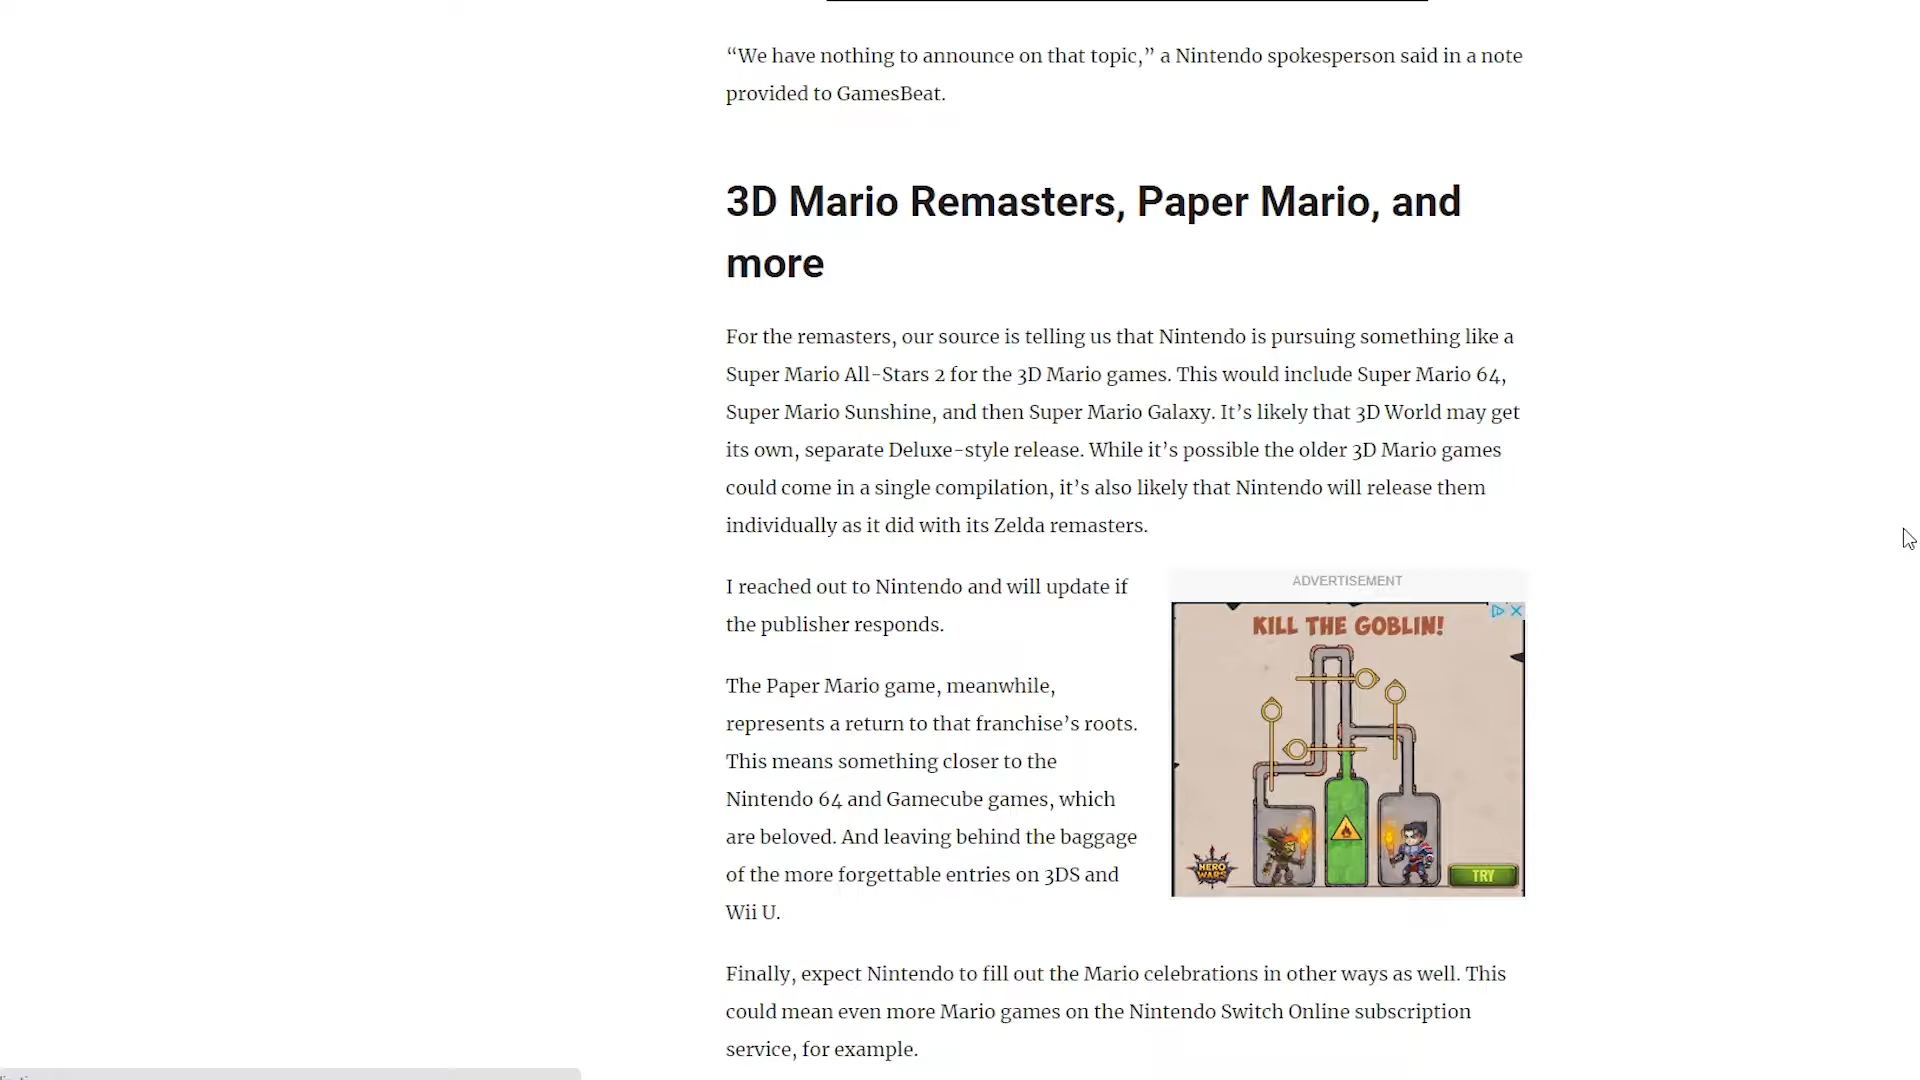 “We have nothing to announce on that topic,” a Nintendo spokesperson said in a note
provided to GamesBeat.
3D Mario Remasters, Paper Mario, and
more
For the remasters, our source is telling us that Nintendo is pursuing something like a
Super Mario All-Stars 2 for the 3D Mario games. This would include Super Mario 64,
Super Mario Sunshine, and then Super Mario Galaxy. It’s likely that 3D World may get
its own, separate Deluxe-style release. While it’s possible the older 3D Mario games
could come in a single compilation, it’s also likely that Nintendo will release them
individually as it did with its Zelda remasters.
I reached out to Nintendo and will update if
the publisher responds.
The Paper Mario game, meanwhile,
represents a return to that franchise’s roots.
This means something closer to the
Nintendo 64 and Gamecube games, which
are beloved. And leaving behind the baggage
of the more forgettable entries on 3DS and
Wii U.
ADVERTISEMENT
KILL THE GOBLIN!
HERO
WARS
TRY
Finally, expect Nintendo to fill out the Mario celebrations in other ways as well. This
could mean even more Mario games on the Nintendo Switch Online subscription
service, for example.